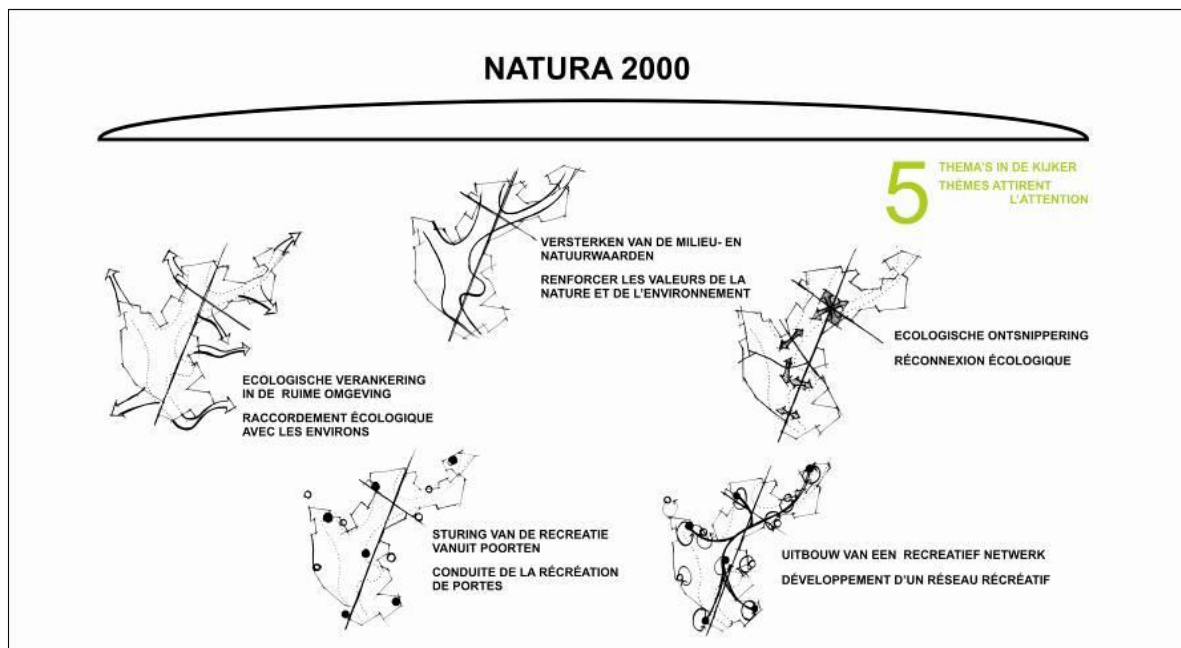 NATURA 2000
5
THEMA'S IN DE KIJKER
THÈMES ATTIRENT
L'ATTENTION
VERSTERKEN VAN DE MILIEU- EN
NATUURWAARDEN
RENFORCER LES VALEURS DE LA
NATURE ET DE L'ENVIRONNEMENT
ECOLOGISCHE ONTSNIPPERING
RÉCONNEXION ÉCOLOGIQUE
ECOLOGISCHE VERANKERING
IN DE RUIME OMGEVING
RACCORDEMENT ÉCOLOGIQUE
AVEC LES ENVIRONS
STURING VAN DE RECREATIE
VANUIT POORTEN
CONDUITE DE LA RÉCRÉATION
DE PORTES
UITBOUW VAN EEN RECREATIEF NETWERK
DÉVELOPPEMENT D'UN RÉSEAU RÉCRÉATIF